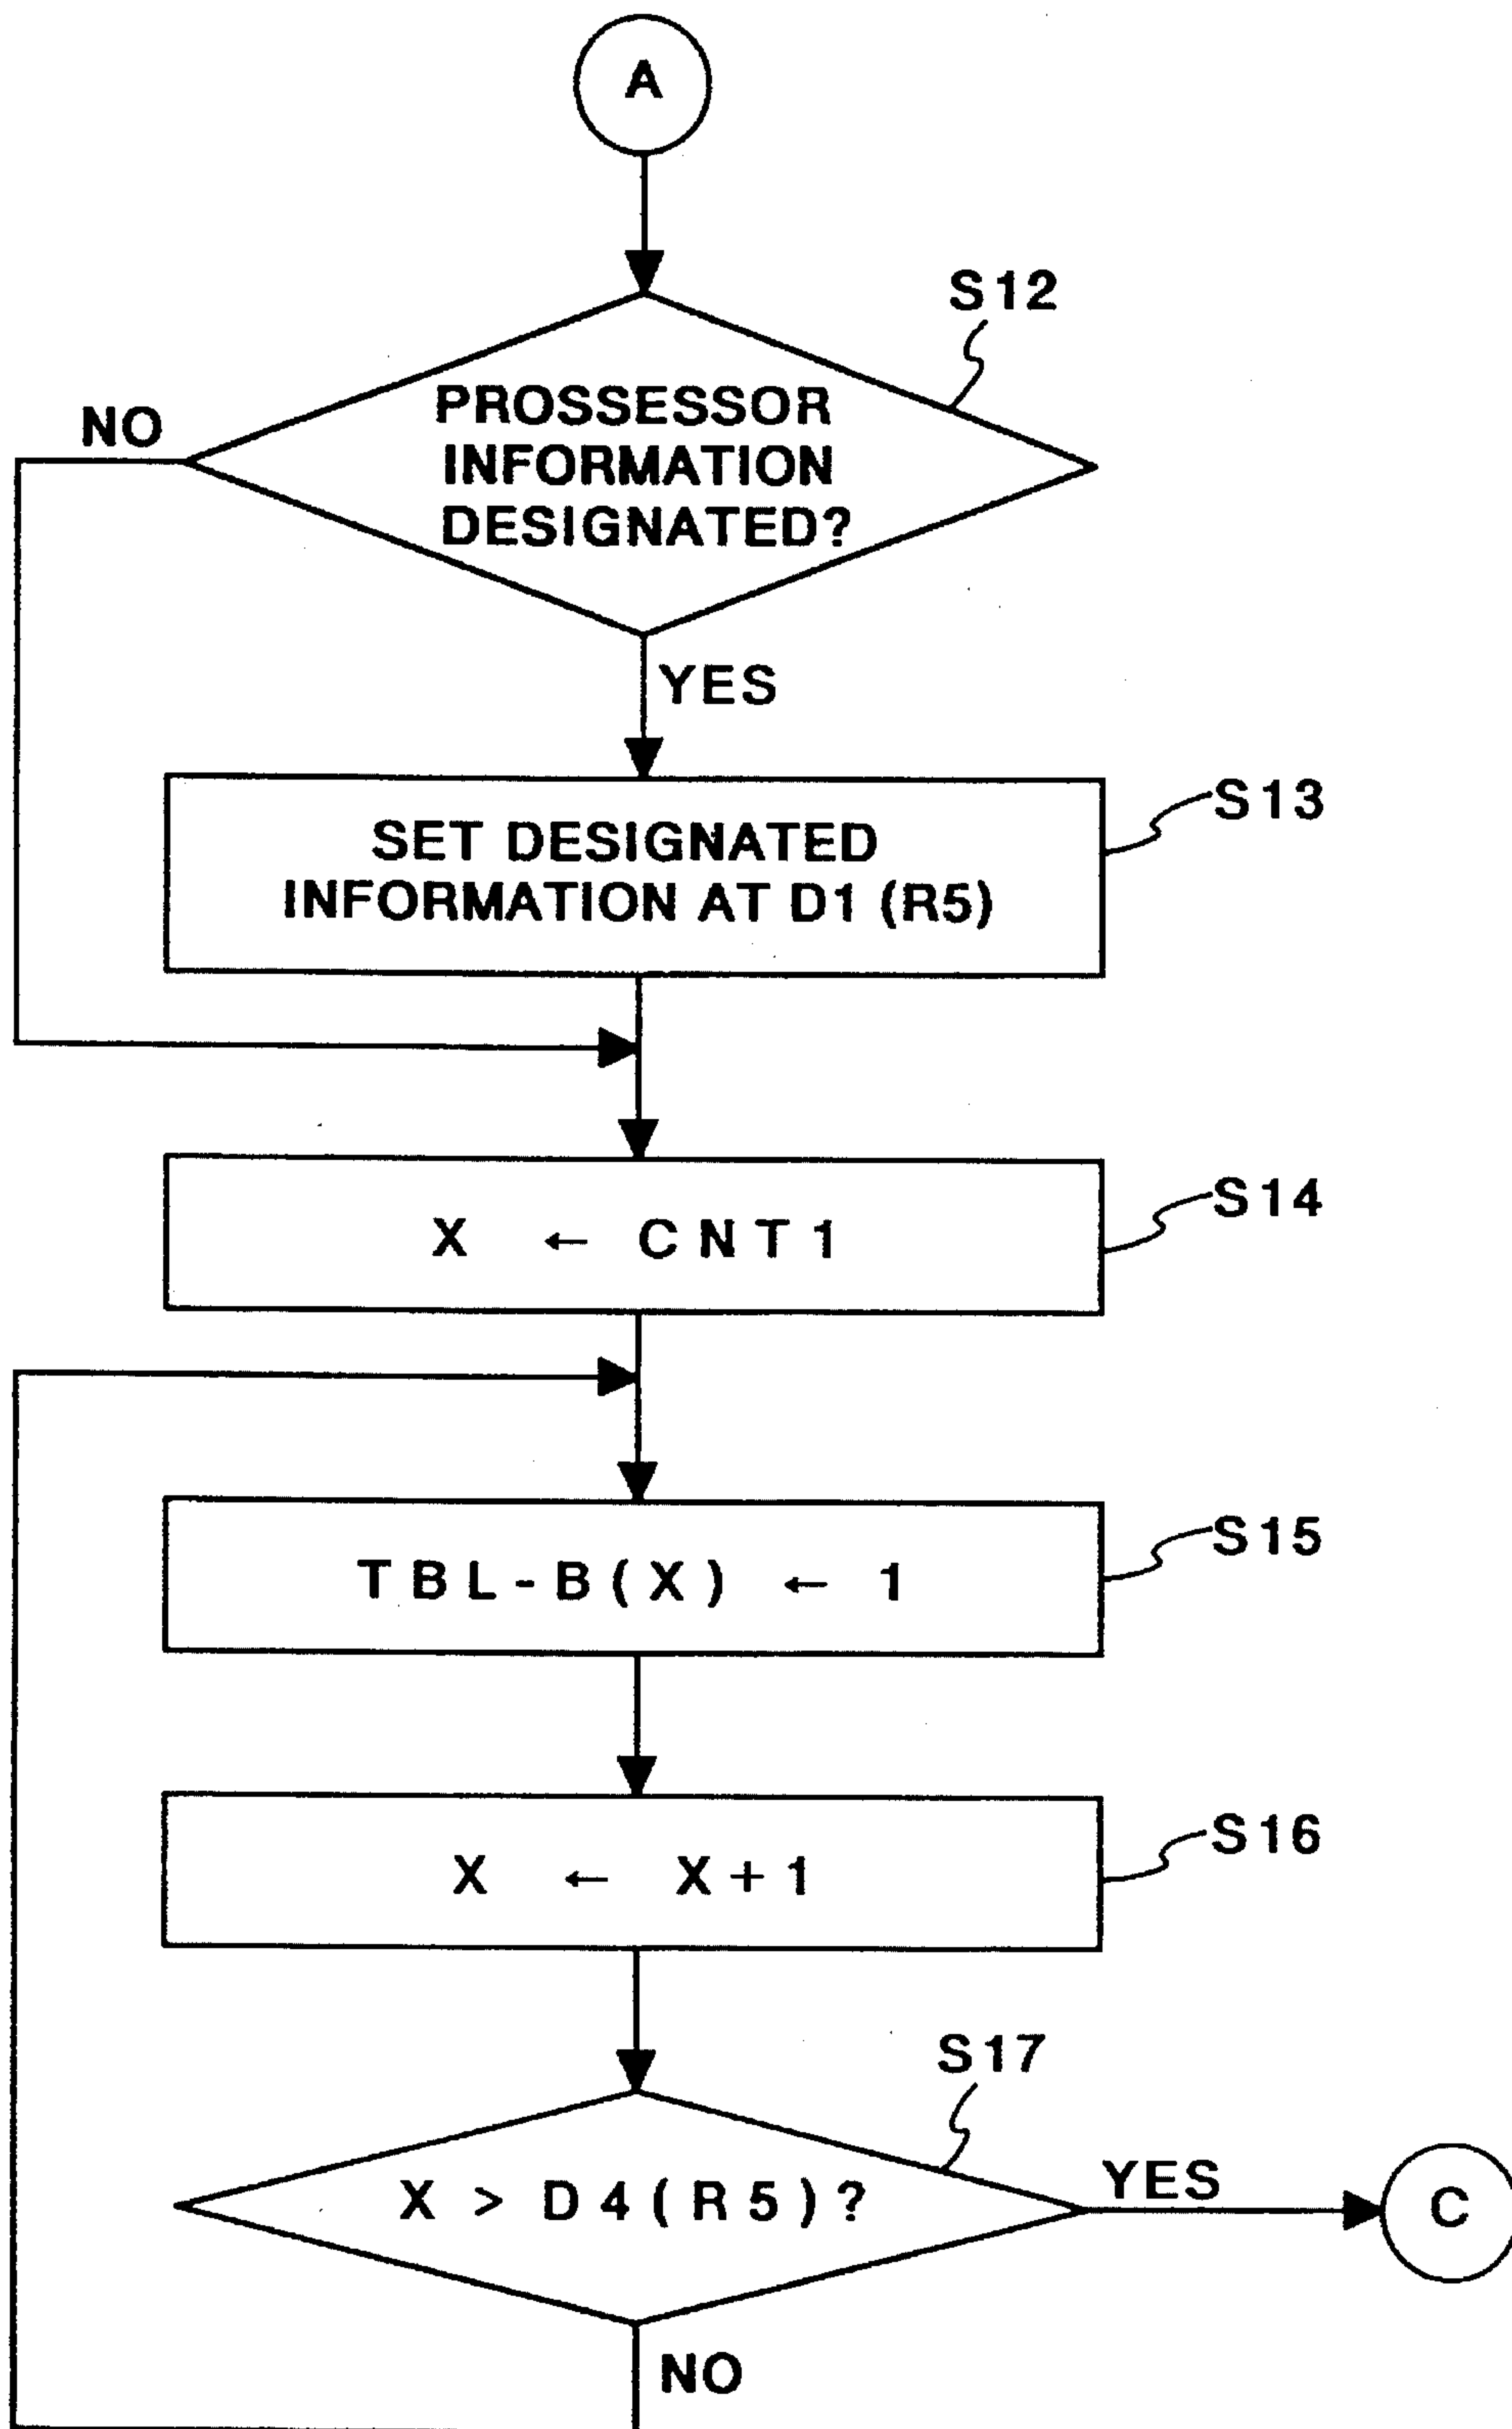 A
S12
NO
PROSSESSOR
INFORMATION
DESIGNATED?
YES
S13
SET DESIGNATED
INFORMATION AT D1 (R5)
S14
X ← CNT1
S15
TBL-B(X) ← 1
S16
X ← X+1
S17
X > D4(R5)?
YES
C
NO